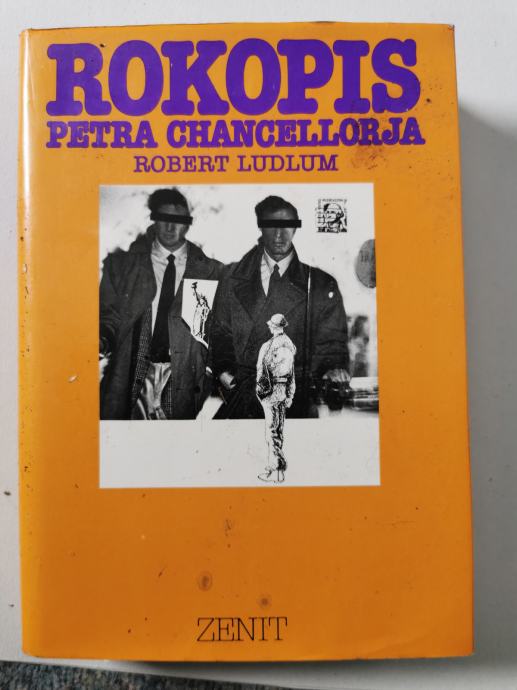 ROKOPIS
PETRA CHANCELLORJA
ROBERT LUDLUM
ZENIT